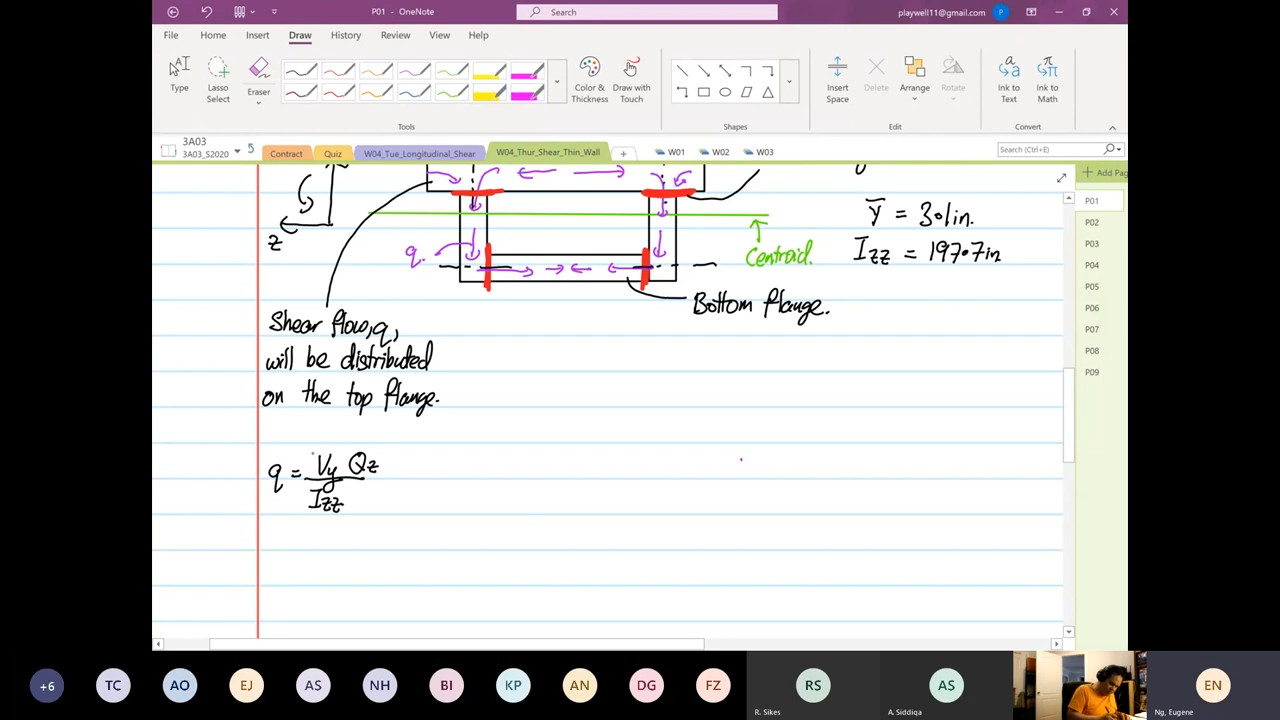 P01 - OneNote
Search
playwell11@gmail.com
P
File
Home
Insert
Draw
History
Review
View
Help
Type
Lasso Select
Eraser
Color & Thickness
Draw with Touch
Insert Space
Delete
Arrange
Rotate
Ink to Text
Ink to Math
Tools
Shapes
Edit
Convert
3A03
3A03_S2020
5
Contract
Quiz
W04_Tue_Longitudinal_Shear
W04_Thur_Shear_Thin_Wall
W01
W02
W03
Search (Ctrl+E)
Add Pag
P01
P02
P03
P04
P05
P06
P07
P08
P09
z
q.
Centroid.
Bottom flange.
Y̅ = 3.01in.
Izz = 197.7in
Shear flow, q,
will be distributed
on the top flange.
q = Vy Qz / Izz
+6
TC
AO
EJ
AS
NH
BI
KP
AN
DG
FZ
RS
R. Sikes
AS
A. Siddiqa
EN
Ng, Eugene